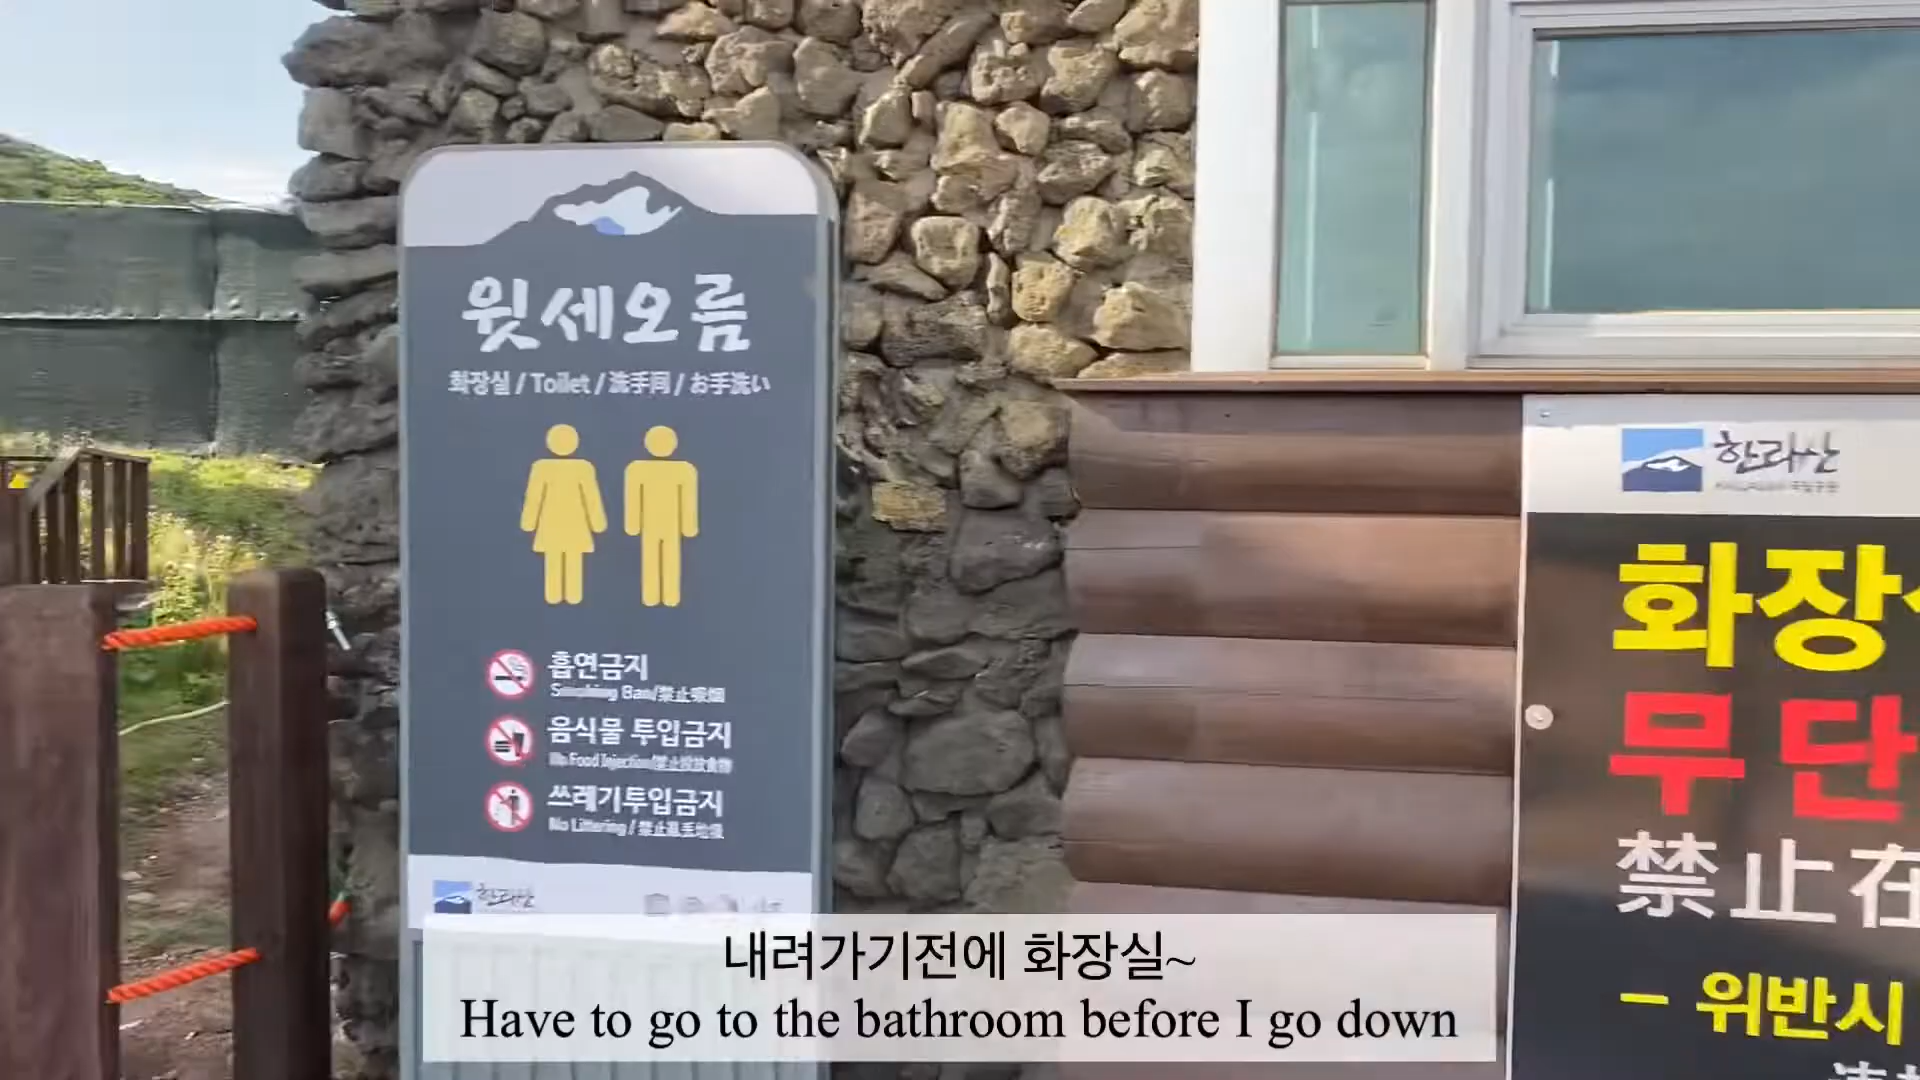 윗세오름
화장실 / Toilet / 洗手间 / お手洗い
흡연금지
Smoking Ban/禁止吸烟
음식물 투입금지
No Food Injection/禁止投放食物
쓰레기투입금지
No Littering / 禁止乱丢垃圾
한라산
한라산
화장
무단
禁止在
- 위반시
내려가기전에 화장실~
Have to go to the bathroom before I go down